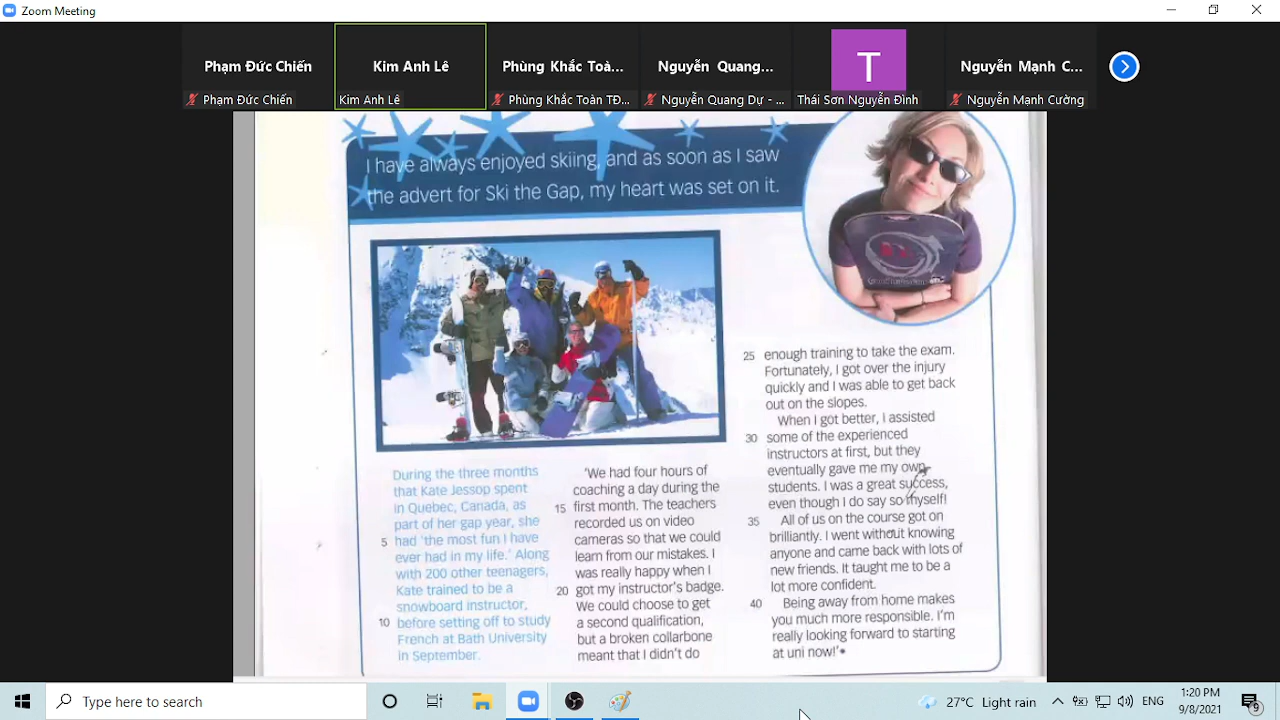 Zoom Meeting
Phạm Đức Chiến
Kim Anh Lê
Phùng Khắc Toà...
Nguyễn Quang...
T
Nguyễn Mạnh C...
Phạm Đức Chiến
Kim Anh Lê
Phùng Khắc Toàn TĐ...
Nguyễn Quang Dự - ...
Thái Sơn Nguyễn Đình
Nguyễn Mạnh Cường
I have always enjoyed skiing, and as soon as I saw
the advert for Ski the Gap, my heart was set on it.
During the three months
that Kate Jessop spent
in Quebec, Canada, as
part of her gap year, she
5 had 'the most fun I have
ever had in my life.' Along
with 200 other teenagers,
Kate trained to be a
snowboard instructor,
10 before setting off to study
French at Bath University
in September.
'We had four hours of
coaching a day during the
15 first month. The teachers
recorded us on video
cameras so that we could
learn from our mistakes. I
was really happy when I
20 got my instructor's badge.
We could choose to get
a second qualification,
but a broken collarbone
meant that I didn't do
25 enough training to take the exam.
Fortunately, I got over the injury
quickly and I was able to get back
out on the slopes.
When I got better, I assisted
30 some of the experienced
instructors at first, but they
eventually gave me my own
students. I was a great success,
even though I do say so myself!
35 All of us on the course got on
brilliantly. I went without knowing
anyone and came back with lots of
new friends. It taught me to be a
lot more confident.
40 Being away from home makes
you much more responsible. I'm
really looking forward to starting
at uni now!'
Type here to search
27°C Light rain
ENG
1:20 PM
9/8/2021
9